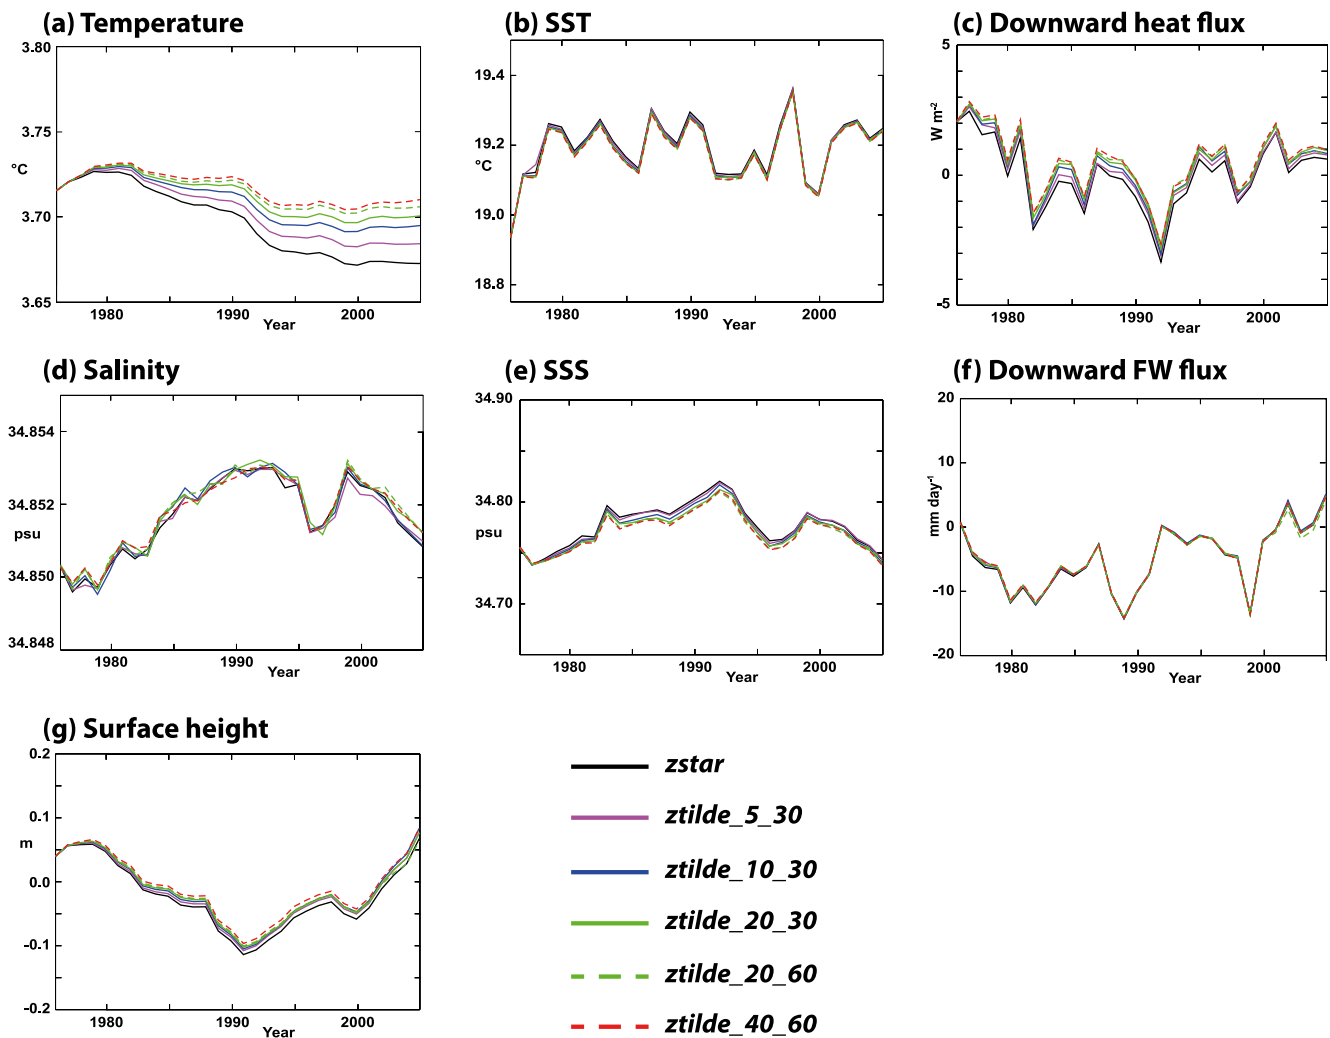 (a) Temperature
3.80
3.75
°C
3.70
3.65
1980
1990
2000
Year
(b) SST
19.4
19.2
°C
19.0
18.8
1980
1990
2000
Year
(c) Downward heat flux
5
W m-2
0
-5
1980
1990
2000
Year
(d) Salinity
34.854
34.852
psu
34.850
34.848
1980
1990
2000
Year
(e) SSS
34.90
34.80
psu
34.70
1980
1990
2000
Year
(f) Downward FW flux
20
10
mm day-1
0
-10
-20
1980
1990
2000
Year
(g) Surface height
0.2
0.1
m
0.0
-0.1
-0.2
1980
1990
2000
Year
zstar
ztilde_5_30
ztilde_10_30
ztilde_20_30
ztilde_20_60
ztilde_40_60